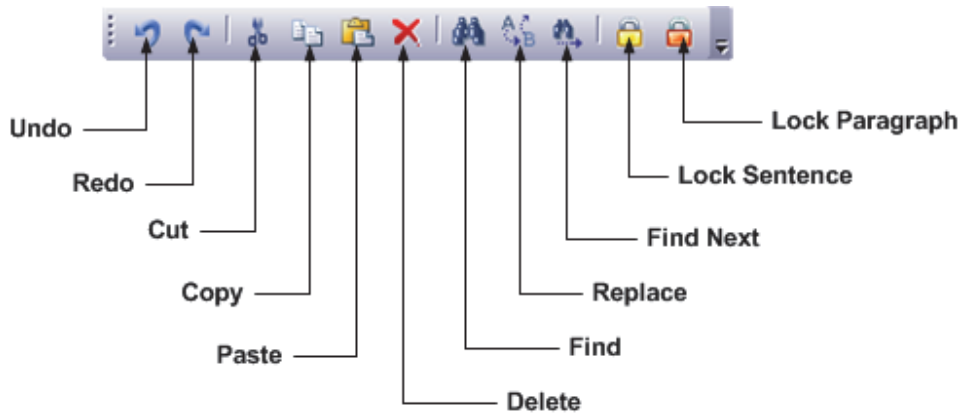 A
B
Undo
Lock Paragraph
Redo
Lock Sentence
Cut
Find Next
Copy
Replace
Paste
Find
Delete